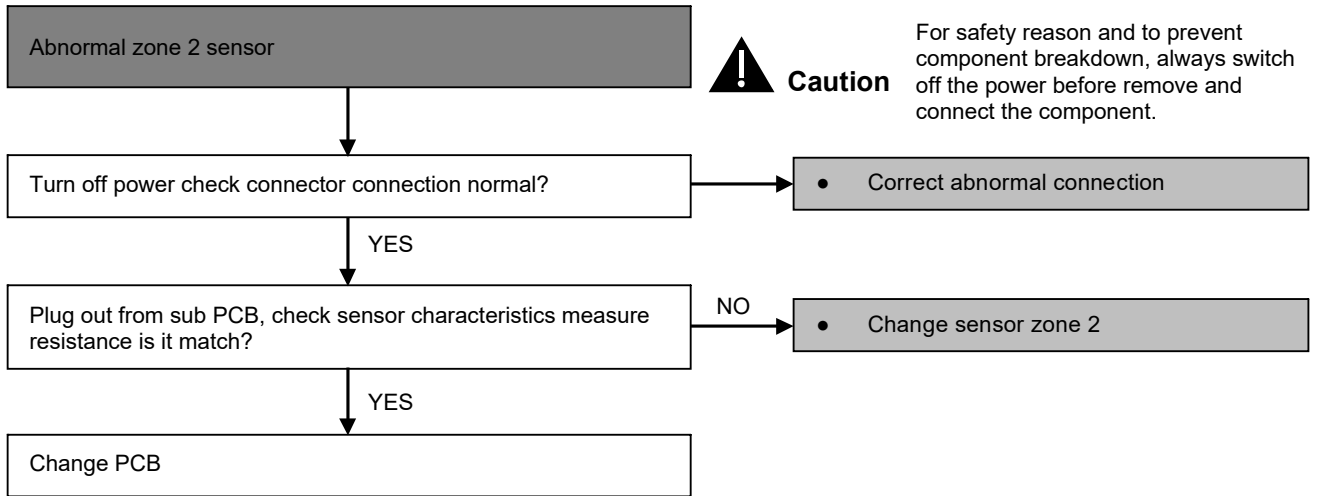 Abnormal zone 2 sensor
Caution
For safety reason and to prevent
component breakdown, always switch
off the power before remove and
connect the component.
Turn off power check connector connection normal?
● Correct abnormal connection
YES
Plug out from sub PCB, check sensor characteristics measure
resistance is it match?
NO
● Change sensor zone 2
YES
Change PCB